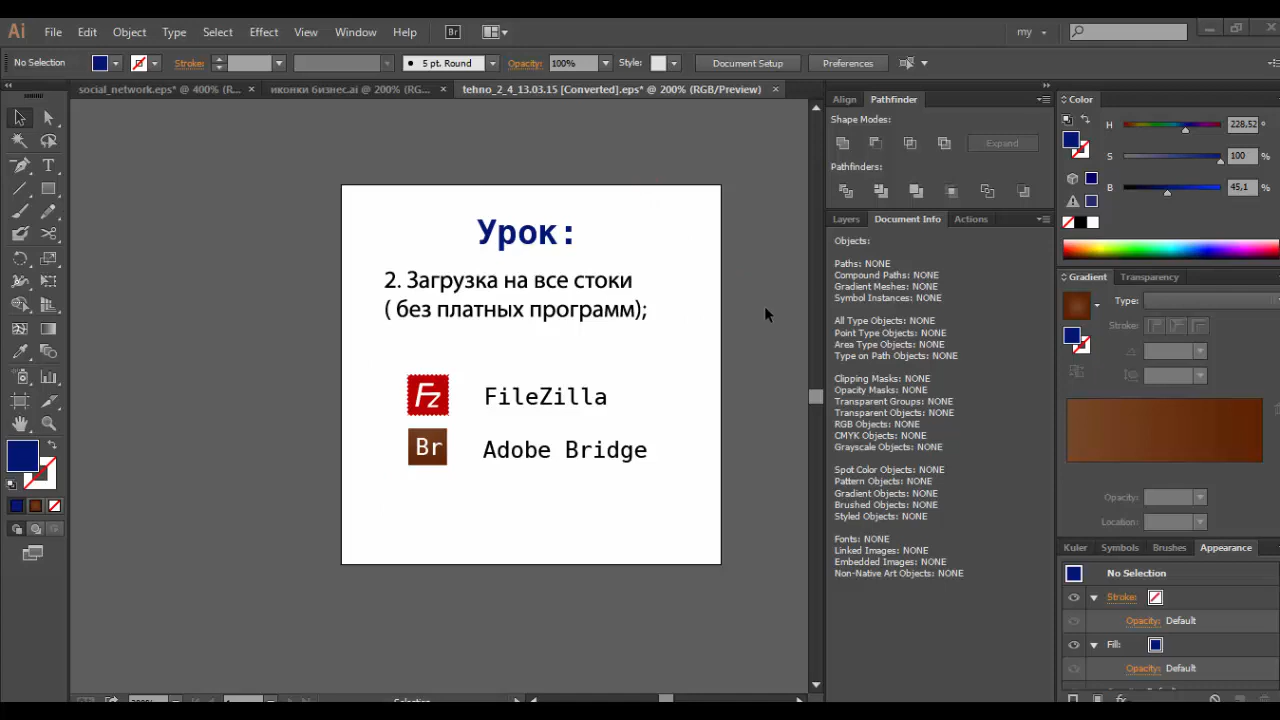 Ai File Edit Object Type Select Effect View Window Help Br my
No Selection Stroke: 5 pt. Round Opacity: 100% Style: Document Setup Preferences
social_network.eps* @ 400% (R... иконки бизнес.ai @ 200% (RG... tehno_2_4_13.03.15 [Converted].eps* @ 200% (RGB/Preview)
Урок:
2. Загрузка на все стоки
( без платных программ);
Fz FileZilla
Br Adobe Bridge
Align Pathfinder
Shape Modes:
Expand
Pathfinders:
Layers Document Info Actions
Objects:
Paths: NONE
Compound Paths: NONE
Gradient Meshes: NONE
Symbol Instances: NONE
All Type Objects: NONE
Point Type Objects: NONE
Area Type Objects: NONE
Type on Path Objects: NONE
Clipping Masks: NONE
Opacity Masks: NONE
Transparent Groups: NONE
Transparent Objects: NONE
RGB Objects: NONE
CMYK Objects: NONE
Grayscale Objects: NONE
Spot Color Objects: NONE
Pattern Objects: NONE
Gradient Objects: NONE
Brushed Objects: NONE
Styled Objects: NONE
Fonts: NONE
Linked Images: NONE
Embedded Images: NONE
Non-Native Art Objects: NONE
Color
H 228,52 °
S 100 %
B 45,1 %
Gradient Transparency
Type:
Stroke:
Opacity:
Location:
Kuler Symbols Brushes Appearance
No Selection
Stroke:
Opacity: Default
Fill:
Opacity: Default